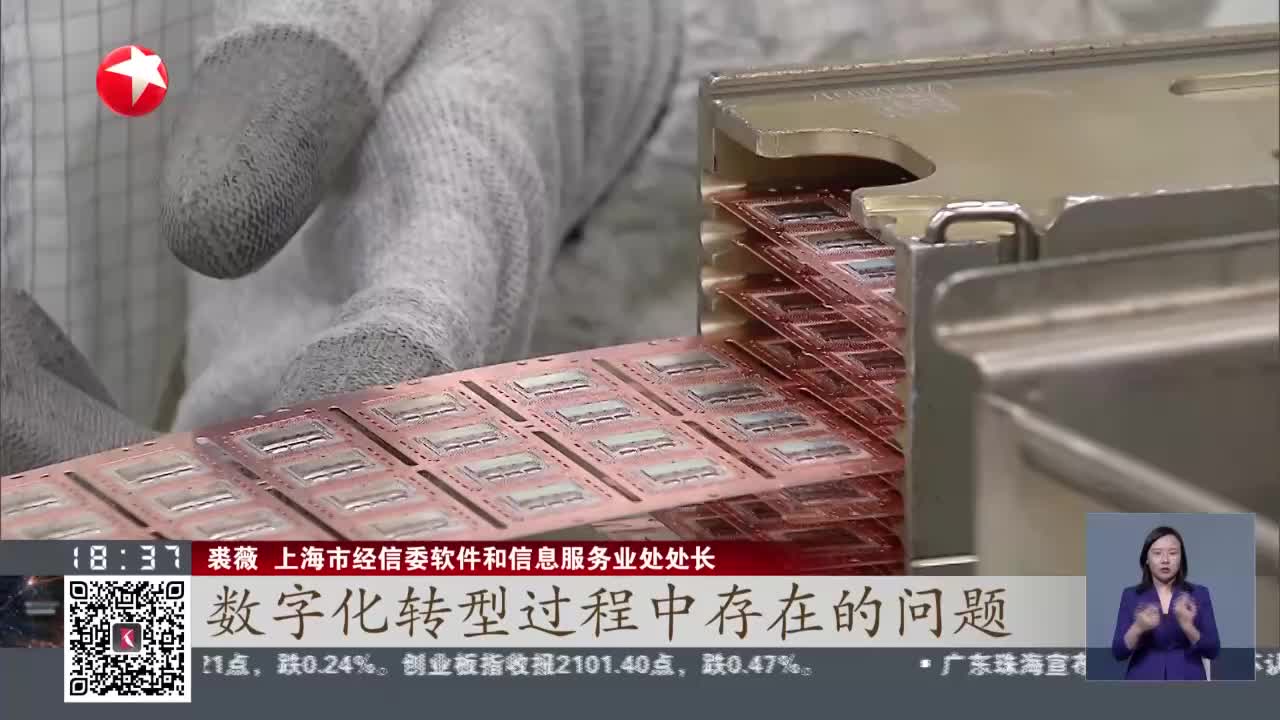 18:37
裘薇 上海市经信委软件和信息服务业处处长
数字化转型过程中存在的问题
21点，跌0.24%。创业板指收报2101.40点，跌0.47%。 ▪ 广东珠海宣布